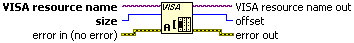 VISA resource name
VISA
VISA resource name out
size
offset
A[
error in (no error)
error out